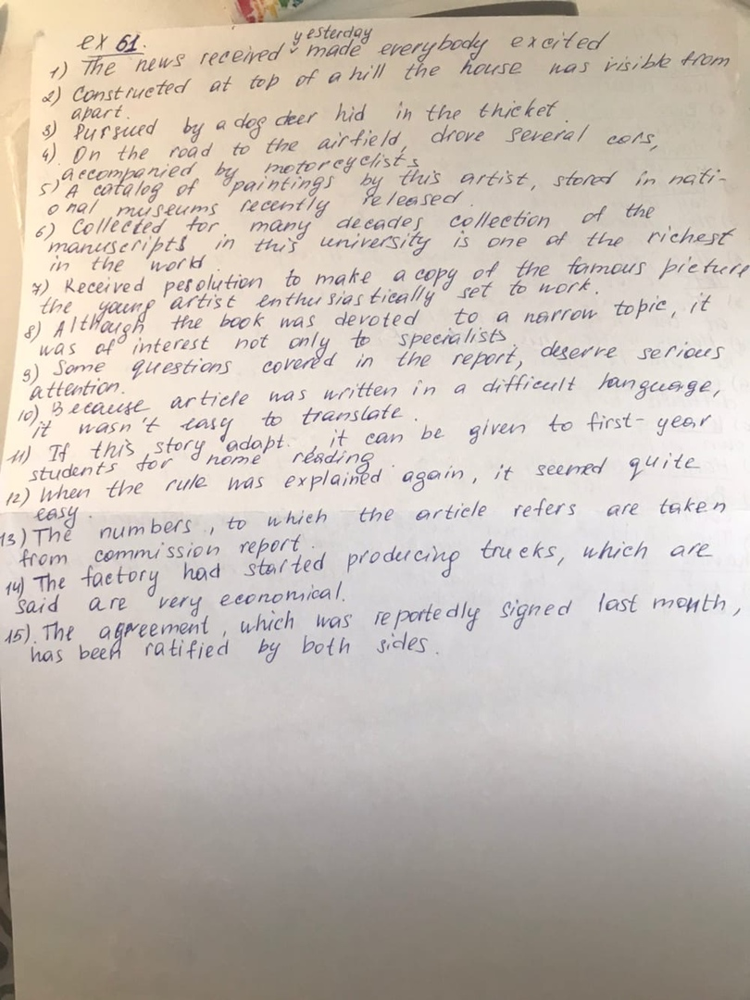 ex 61.
yesterday
1) The news received ˅ made everybody excited
2) Constructed at top of a hill the house was visible from
apart.
3) Pursued by a dog deer hid in the thicket.
4). On the road to the airfield, drove several cars,
accompanied by motorcyclists
5) A catalog of paintings by this artist, stored in nati-
onal museums recently released.
6) Collected for many decades collection of the
manuscripts in this university is one of the richest
in the world.
7) Received pesolution to make a copy of the famous picture
the young artist enthusiastically set to work.
8) Although the book was devoted to a narrow topic, it
was of interest not only to specialists.
9) Some questions covered in the report, deserve serious
attention.
10) Because article was written in a difficult language,
it wasn't easy to translate.
11) If this story adapt. , it can be given to first-year
students for home reading.
12) When the rule was explained again, it seemed quite
easy.
13) The numbers, to which the article refers are taken
from commission report.
14) The factory had started producing trucks, which are
said are very economical.
15). The agreement, which was reportedly signed last month,
has been ratified by both sides.